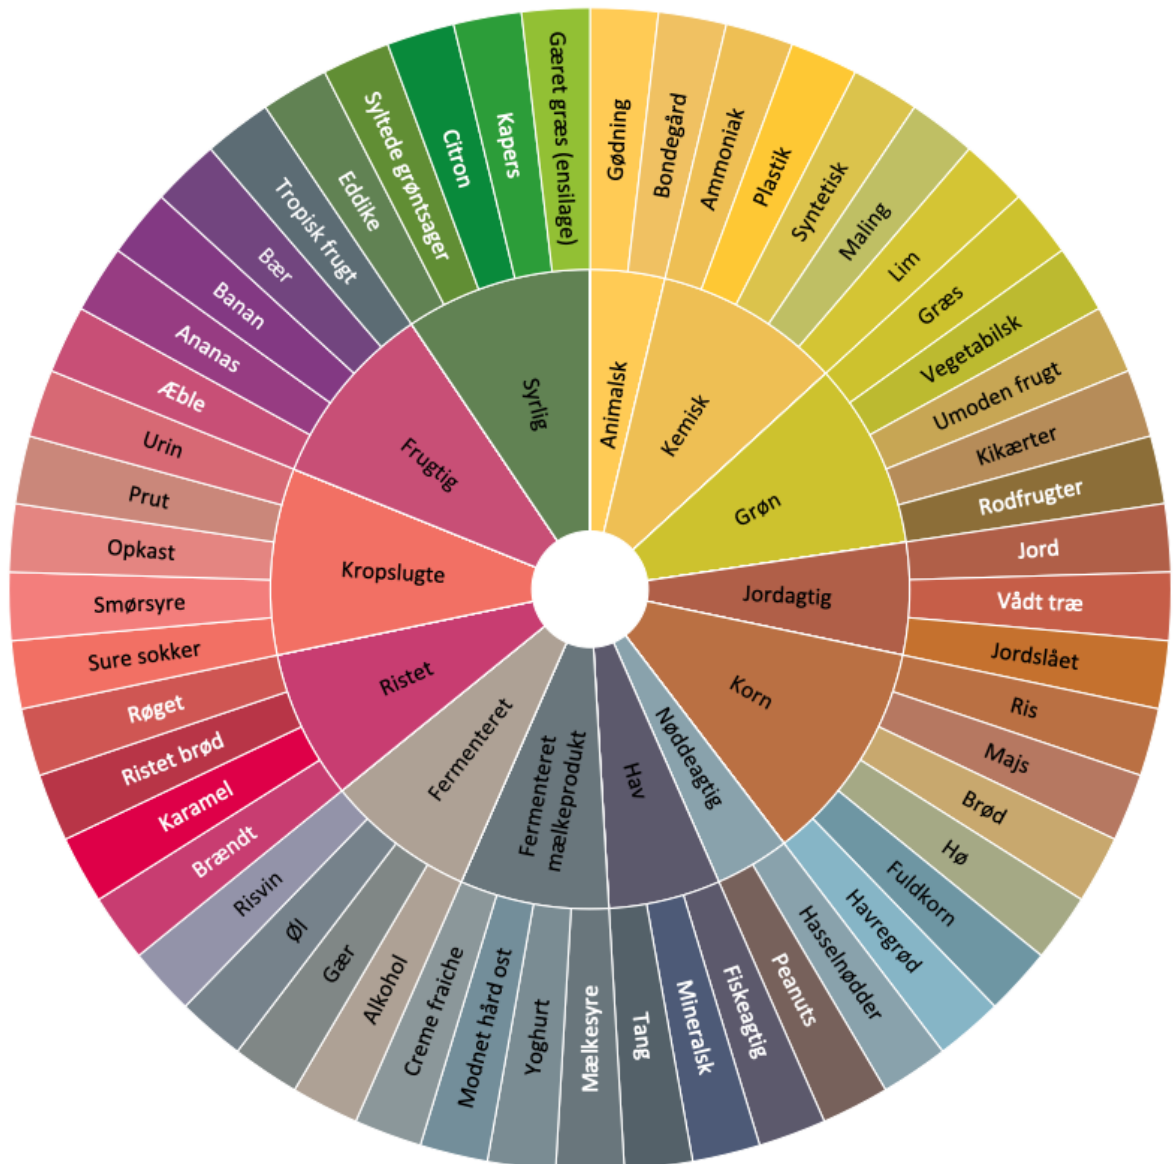 Gødning
Bondegård
Ammoniak
Plastik
Syntetisk
Maling
Lim
Græs
Vegetabilsk
Umoden frugt
Kikærter
Rodfrugter
Jord
Vådt træ
Jordslået
Ris
Majs
Brød
Hø
Fuldkorn
Havregrød
Hasselnødder
Peanuts
Fiskeagtig
Mineralsk
Tang
Mælkesyre
Yoghurt
Modnet hård ost
Creme fraiche
Alkohol
Gær
Øl
Risvin
Brændt
Karamel
Ristet brød
Røget
Sure sokker
Smørsyre
Opkast
Prut
Urin
Æble
Ananas
Banan
Bær
Tropisk frugt
Eddike
Syltede grøntsager
Citron
Kapers
Gæret græs (ensilage)
Animalsk
Kemisk
Grøn
Jordagtig
Korn
Nøddeagtig
Hav
Fermenteret
mælkeprodukt
Fermenteret
Ristet
Kropslugte
Frugtig
Syrlig